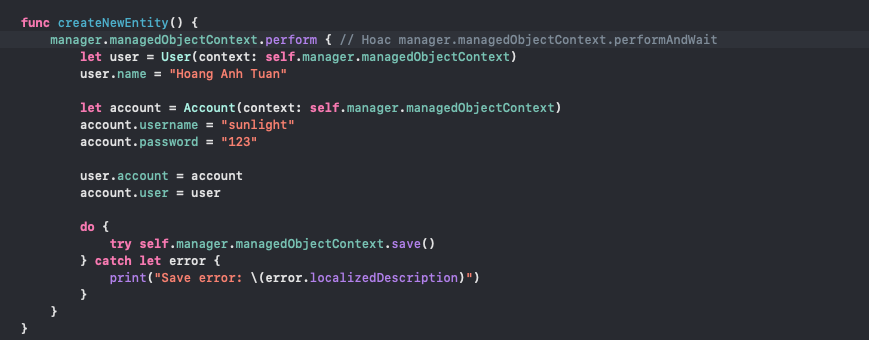 func createNewEntity() {
manager.managedObjectContext.perform { // Hoac manager.managedObjectContext.performAndWait
let user = User(context: self.manager.managedObjectContext)
user.name = "Hoang Anh Tuan"
let account = Account(context: self.manager.managedObjectContext)
account.username = "sunlight"
account.password = "123"
user.account = account
account.user = user
do {
try self.manager.managedObjectContext.save()
} catch let error {
print("Save error: \(error.localizedDescription)")
}
}
}